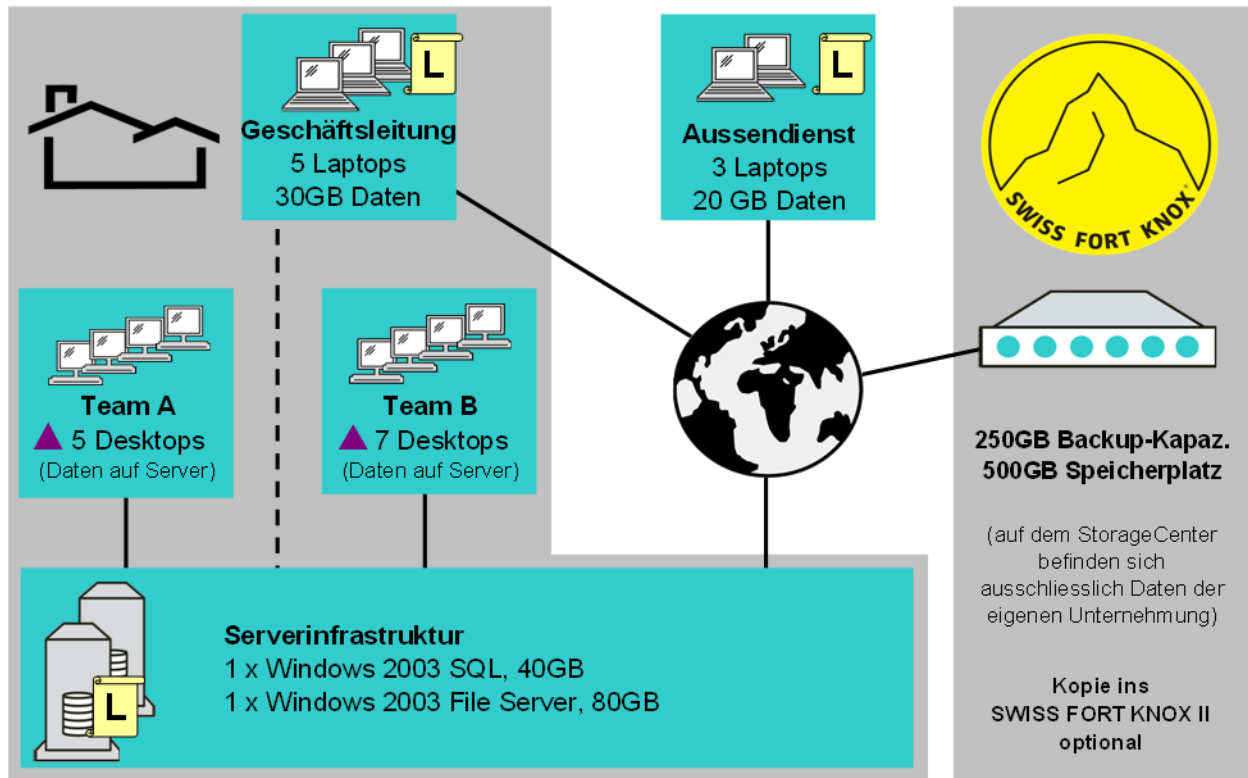 L
Geschäftsleitung
5 Laptops
30GB Daten
L
Aussendienst
3 Laptops
20 GB Daten
SWISS FORT KNOX®
Team A
5 Desktops
(Daten auf Server)
Team B
7 Desktops
(Daten auf Server)
250GB Backup-Kapaz.
500GB Speicherplatz
(auf dem StorageCenter
befinden sich
ausschliesslich Daten der
eigenen Unternehmung)
Kopie ins
SWISS FORT KNOX II
optional
L
Serverinfrastruktur
1 x Windows 2003 SQL, 40GB
1 x Windows 2003 File Server, 80GB